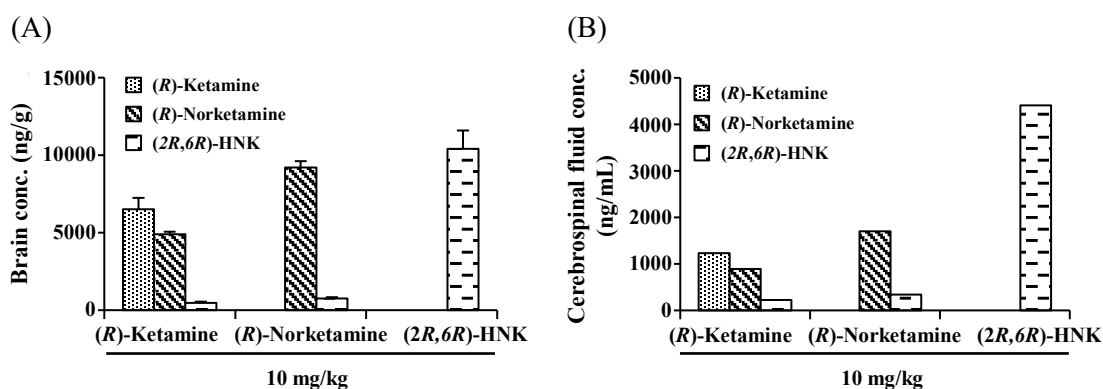 (A)
Brain conc. (ng/g)
15000
10000
5000
0
(R)-Ketamine
(R)-Norketamine
(2R,6R)-HNK
(R)-Ketamine (R)-Norketamine (2R,6R)-HNK
10 mg/kg
(B)
Cerebrospinal fluid conc.
(ng/mL)
5000
4000
3000
2000
1000
0
(R)-Ketamine
(R)-Norketamine
(2R,6R)-HNK
(R)-Ketamine (R)-Norketamine (2R,6R)-HNK
10 mg/kg